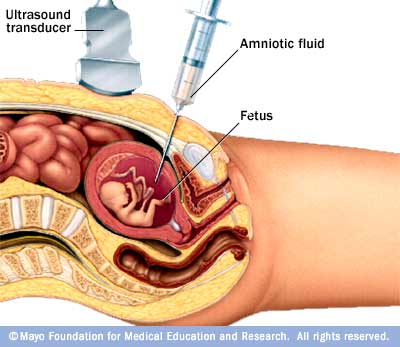 Ultrasound
transducer
Amniotic fluid
Fetus
© Mayo Foundation for Medical Education and Research. All rights reserved.